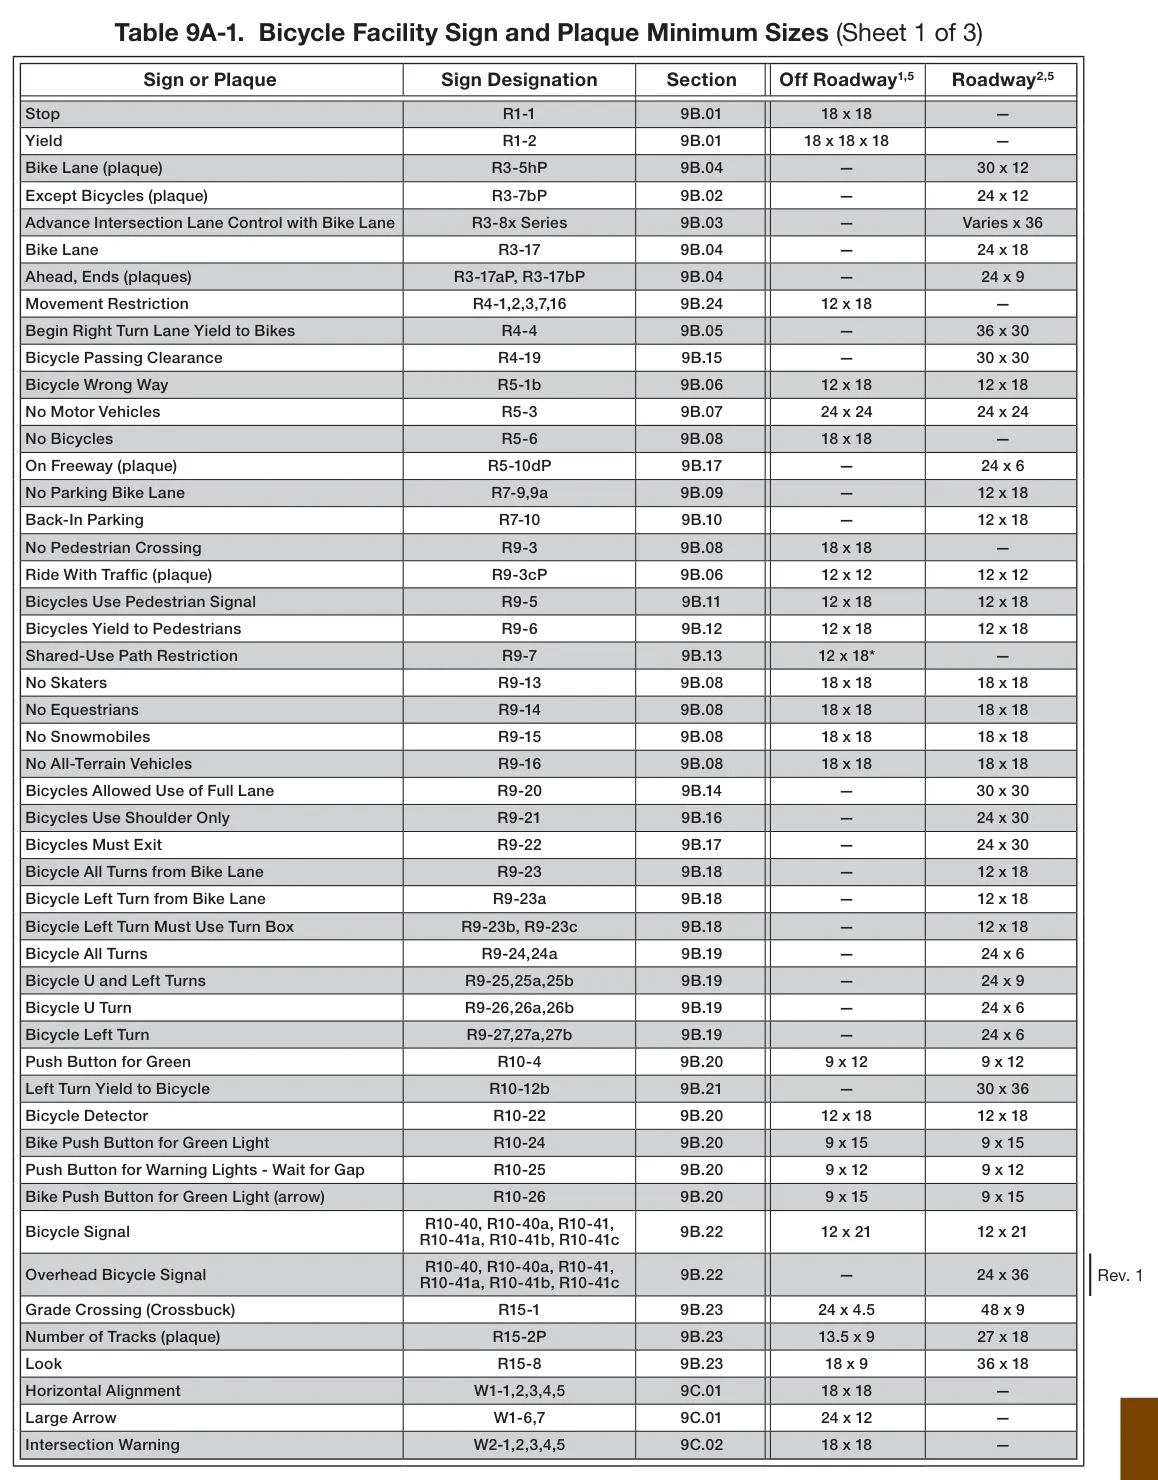 Table 9A-1. Bicycle Facility Sign and Plaque Minimum Sizes (Sheet 1 of 3)
Sign or Plaque Sign Designation Section Off Roadway1,5 Roadway2,5
Stop R1-1 9B.01 18 x 18 —
Yield R1-2 9B.01 18 x 18 x 18 —
Bike Lane (plaque) R3-5hP 9B.04 — 30 x 12
Except Bicycles (plaque) R3-7bP 9B.02 — 24 x 12
Advance Intersection Lane Control with Bike Lane R3-8x Series 9B.03 — Varies x 36
Bike Lane R3-17 9B.04 — 24 x 18
Ahead, Ends (plaques) R3-17aP, R3-17bP 9B.04 — 24 x 9
Movement Restriction R4-1,2,3,7,16 9B.24 12 x 18 —
Begin Right Turn Lane Yield to Bikes R4-4 9B.05 — 36 x 30
Bicycle Passing Clearance R4-19 9B.15 — 30 x 30
Bicycle Wrong Way R5-1b 9B.06 12 x 18 12 x 18
No Motor Vehicles R5-3 9B.07 24 x 24 24 x 24
No Bicycles R5-6 9B.08 18 x 18 —
On Freeway (plaque) R5-10dP 9B.17 — 24 x 6
No Parking Bike Lane R7-9,9a 9B.09 — 12 x 18
Back-In Parking R7-10 9B.10 — 12 x 18
No Pedestrian Crossing R9-3 9B.08 18 x 18 —
Ride With Traffic (plaque) R9-3cP 9B.06 12 x 12 12 x 12
Bicycles Use Pedestrian Signal R9-5 9B.11 12 x 18 12 x 18
Bicycles Yield to Pedestrians R9-6 9B.12 12 x 18 12 x 18
Shared-Use Path Restriction R9-7 9B.13 12 x 18* —
No Skaters R9-13 9B.08 18 x 18 18 x 18
No Equestrians R9-14 9B.08 18 x 18 18 x 18
No Snowmobiles R9-15 9B.08 18 x 18 18 x 18
No All-Terrain Vehicles R9-16 9B.08 18 x 18 18 x 18
Bicycles Allowed Use of Full Lane R9-20 9B.14 — 30 x 30
Bicycles Use Shoulder Only R9-21 9B.16 — 24 x 30
Bicycles Must Exit R9-22 9B.17 — 24 x 30
Bicycle All Turns from Bike Lane R9-23 9B.18 — 12 x 18
Bicycle Left Turn from Bike Lane R9-23a 9B.18 — 12 x 18
Bicycle Left Turn Must Use Turn Box R9-23b, R9-23c 9B.18 — 12 x 18
Bicycle All Turns R9-24,24a 9B.19 — 24 x 6
Bicycle U and Left Turns R9-25,25a,25b 9B.19 — 24 x 9
Bicycle U Turn R9-26,26a,26b 9B.19 — 24 x 6
Bicycle Left Turn R9-27,27a,27b 9B.19 — 24 x 6
Push Button for Green R10-4 9B.20 9 x 12 9 x 12
Left Turn Yield to Bicycle R10-12b 9B.21 — 30 x 36
Bicycle Detector R10-22 9B.20 12 x 18 12 x 18
Bike Push Button for Green Light R10-24 9B.20 9 x 15 9 x 15
Push Button for Warning Lights - Wait for Gap R10-25 9B.20 9 x 12 9 x 12
Bike Push Button for Green Light (arrow) R10-26 9B.20 9 x 15 9 x 15
Bicycle Signal R10-40, R10-40a, R10-41, R10-41a, R10-41b, R10-41c 9B.22 12 x 21 12 x 21
Overhead Bicycle Signal R10-40, R10-40a, R10-41, R10-41a, R10-41b, R10-41c 9B.22 — 24 x 36 Rev. 1
Grade Crossing (Crossbuck) R15-1 9B.23 24 x 4.5 48 x 9
Number of Tracks (plaque) R15-2P 9B.23 13.5 x 9 27 x 18
Look R15-8 9B.23 18 x 9 36 x 18
Horizontal Alignment W1-1,2,3,4,5 9C.01 18 x 18 —
Large Arrow W1-6,7 9C.01 24 x 12 —
Intersection Warning W2-1,2,3,4,5 9C.02 18 x 18 —